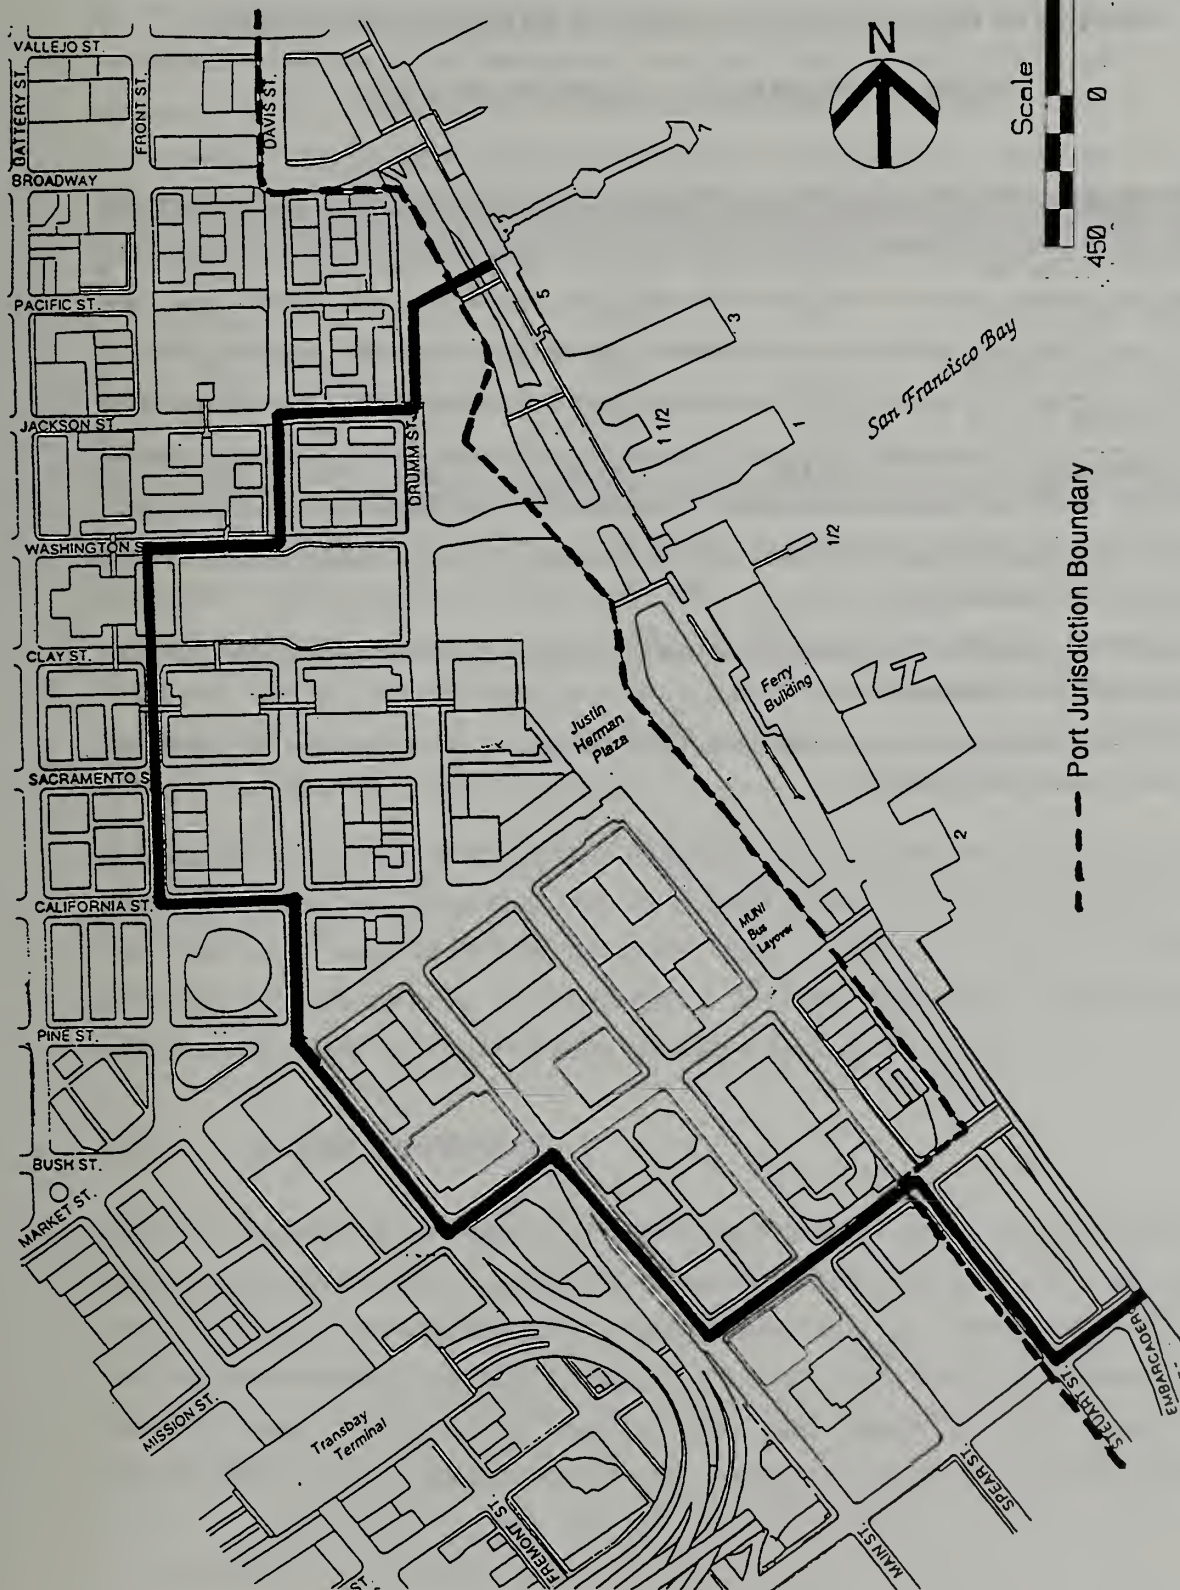 VALLEJO ST.
BATTERY ST.
FRONT ST.
DAVIS ST.
N
Scale
0
450
BROADWAY
7
PACIFIC ST.
5
3
San Francisco Bay
JACKSON ST.
DRUMM ST.
1 1/2
1
WASHINGTON S
1/2
CLAY ST.
Ferry
Building
Justin
Herman
Plaza
Port Jurisdiction Boundary
SACRAMENTO S
2
CALIFORNIA ST.
MUNI
Bus
Layover
PINE ST.
BUSH ST.
MARKET ST.
MISSION ST.
Transbay
Terminal
FREMONT ST.
ST.
MAIN ST.
SPEAR ST.
STEUART ST.
EMBARCADERO